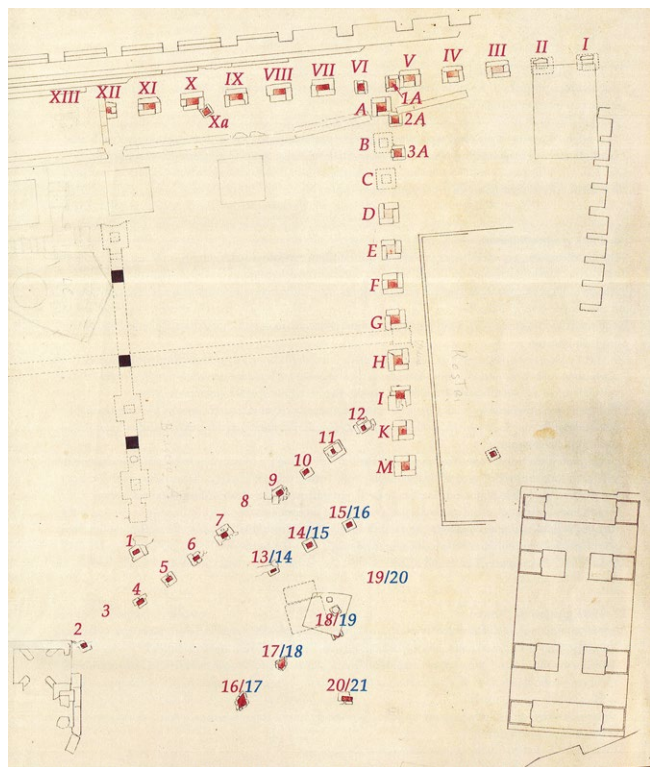 I
II
III
IV
V
VI
VII
VIII
IX
X
XI
XII
XIII
Xa
1A
A
2A
B
3A
C
D
E
F
G
H
I
K
M
12
11
10
9
8
7
6
5
4
3
2
1
15/16
14/15
13/14
19/20
18/19
17/18
16/17
20/21